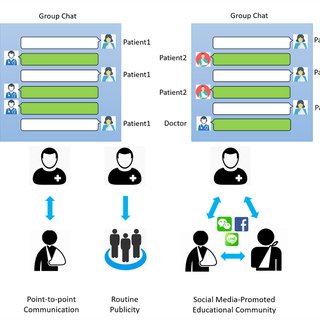 Group Chat
Group Chat
Patient1
Pa
Patient2
Patient1
Pa
Patient2
Pa
Patient1
Doctor
Point-to-point
Communication
Routine
Publicity
Social Media-Promoted
Educational Community